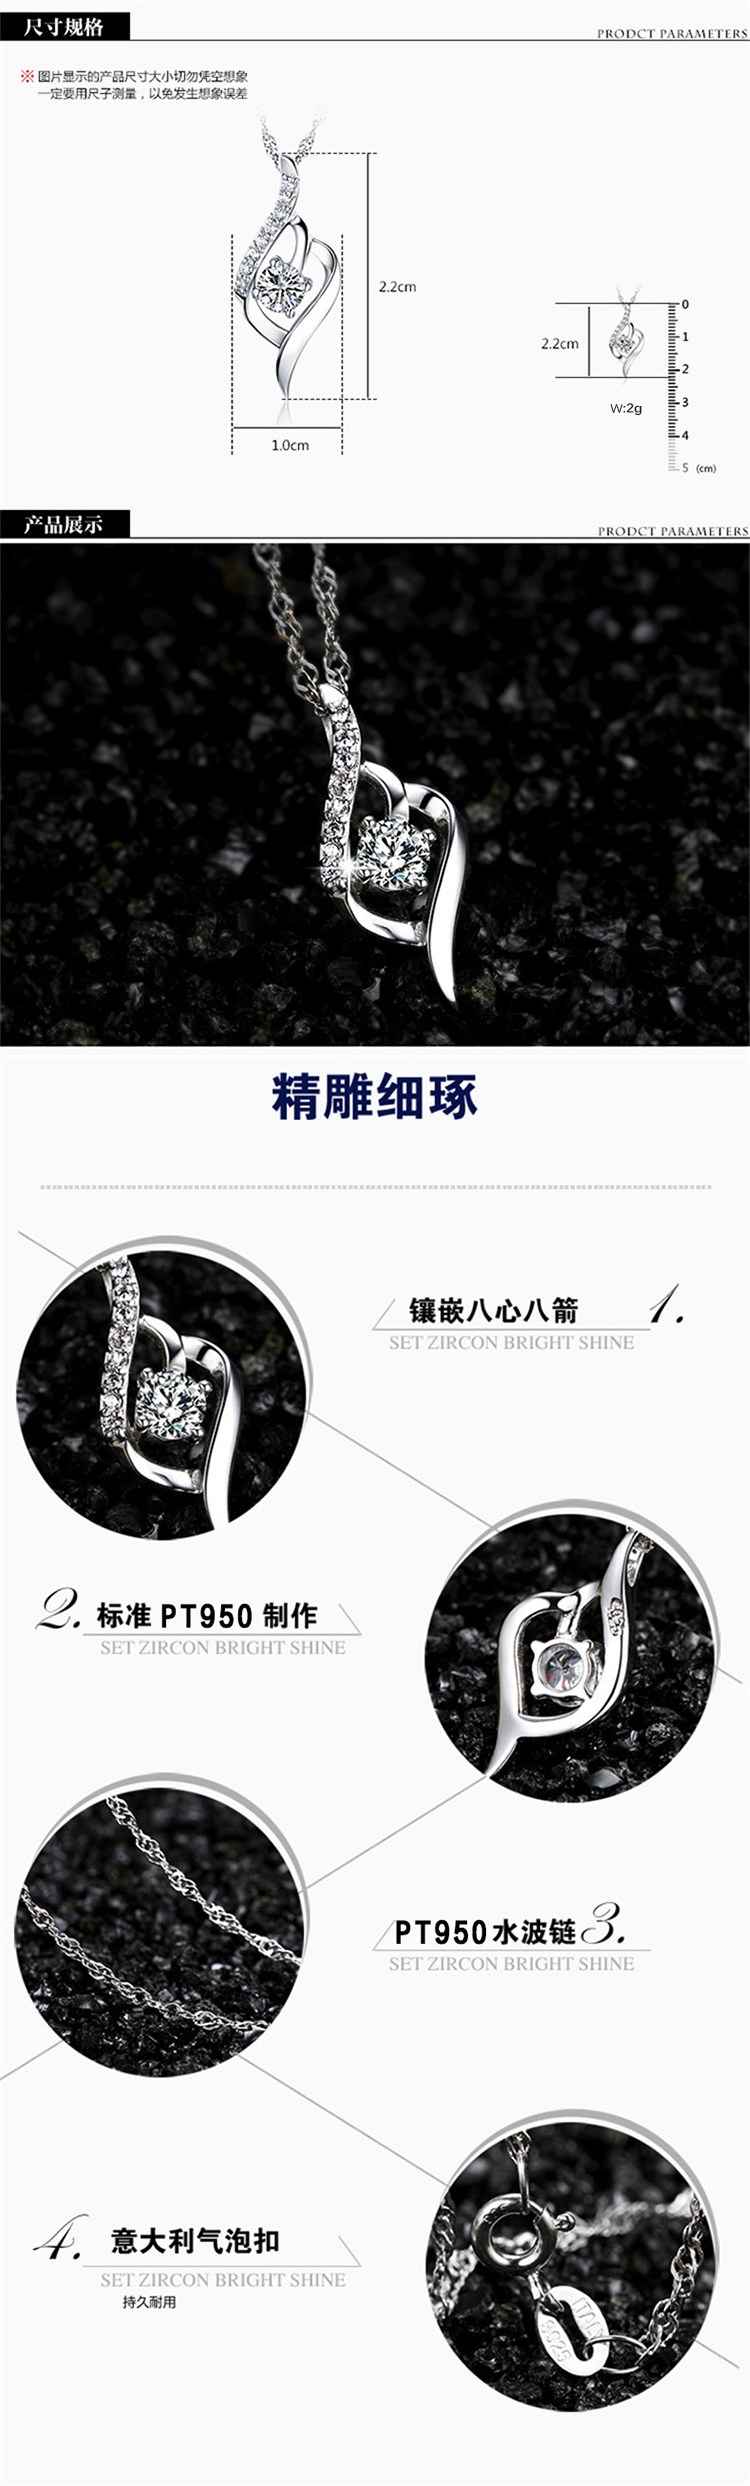 尺寸规格
PRODCT PARAMETERS
※ 图片显示的产品尺寸大小切勿凭空想象
一定要用尺子测量，以免发生想象误差
2.2cm
1.0cm
2.2cm
W:2g
0
1
2
3
4
5 (cm)
产品展示
PRODCT PARAMETERS
精雕细琢
镶嵌八心八箭 1.
SET ZIRCON BRIGHT SHINE
2. 标准 PT950 制作
SET ZIRCON BRIGHT SHINE
PT950水波链 3.
SET ZIRCON BRIGHT SHINE
4. 意大利气泡扣
SET ZIRCON BRIGHT SHINE
持久耐用
ITALY